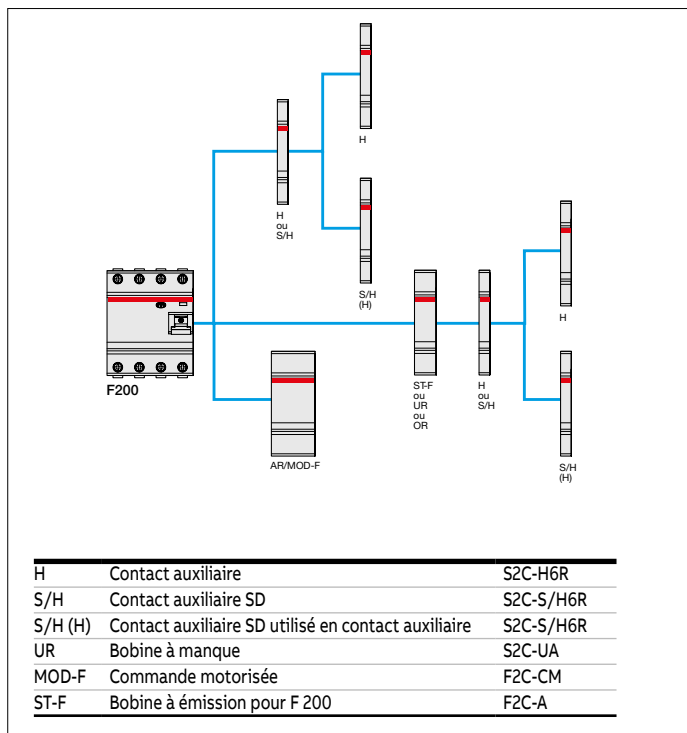 H
H
ou
S/H
S/H
(H)
F200
AR/MOD-F
ST-F
ou
UR
ou
OR
H
ou
S/H
H
S/H
(H)
H Contact auxiliaire S2C-H6R
S/H Contact auxiliaire SD S2C-S/H6R
S/H (H) Contact auxiliaire SD utilisé en contact auxiliaire S2C-S/H6R
UR Bobine à manque S2C-UA
MOD-F Commande motorisée F2C-CM
ST-F Bobine à émission pour F 200 F2C-A